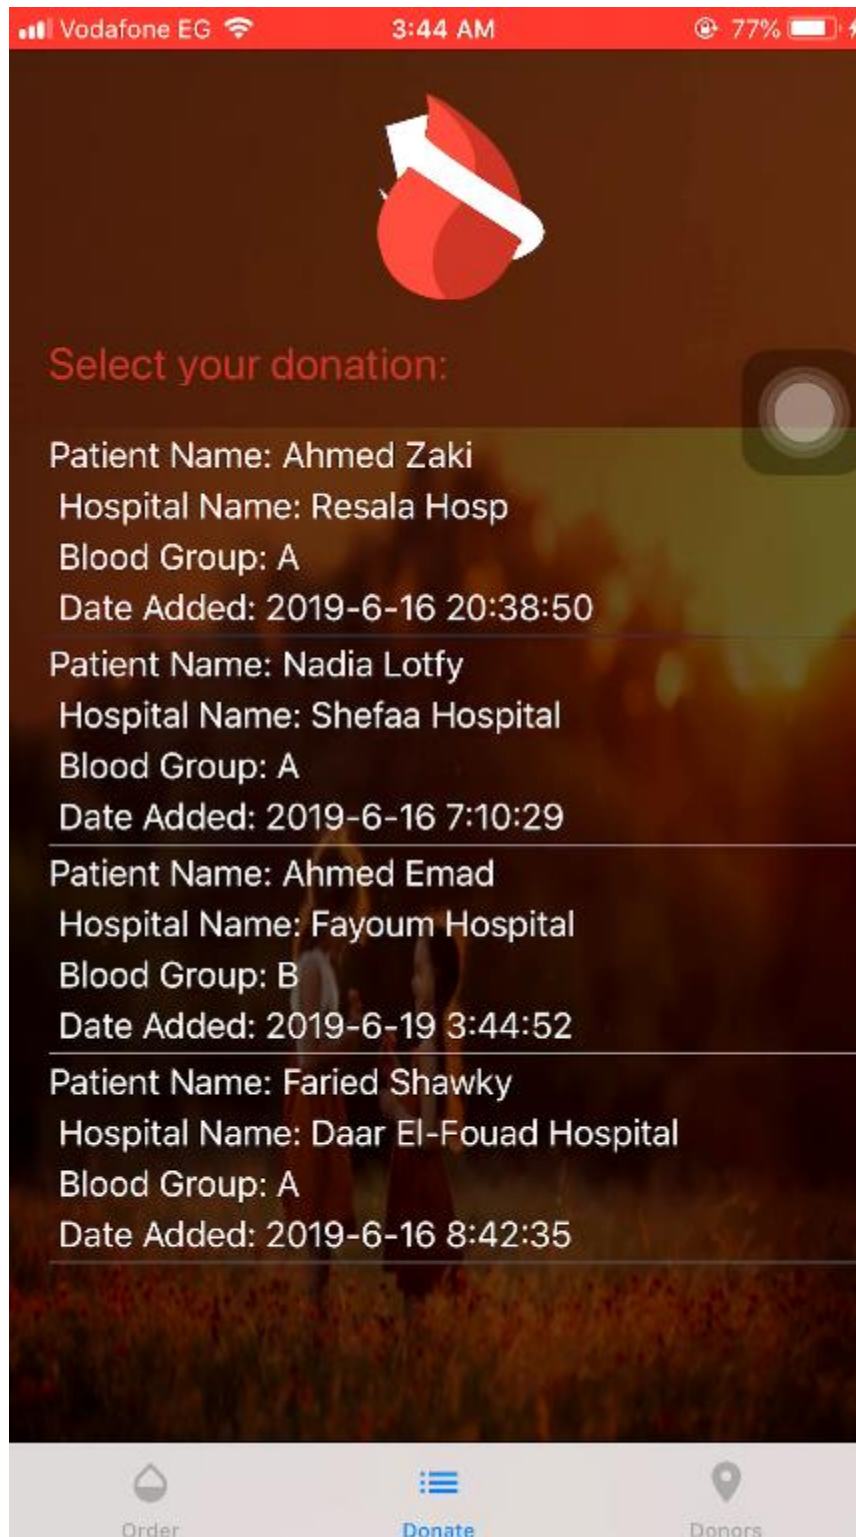 Vodafone EG 3:44 AM 77%
Select your donation:
Patient Name: Ahmed Zaki
Hospital Name: Resala Hosp
Blood Group: A
Date Added: 2019-6-16 20:38:50
Patient Name: Nadia Lotfy
Hospital Name: Shefaa Hospital
Blood Group: A
Date Added: 2019-6-16 7:10:29
Patient Name: Ahmed Emad
Hospital Name: Fayoum Hospital
Blood Group: B
Date Added: 2019-6-19 3:44:52
Patient Name: Faried Shawky
Hospital Name: Daar El-Fouad Hospital
Blood Group: A
Date Added: 2019-6-16 8:42:35
Order Donate Donors